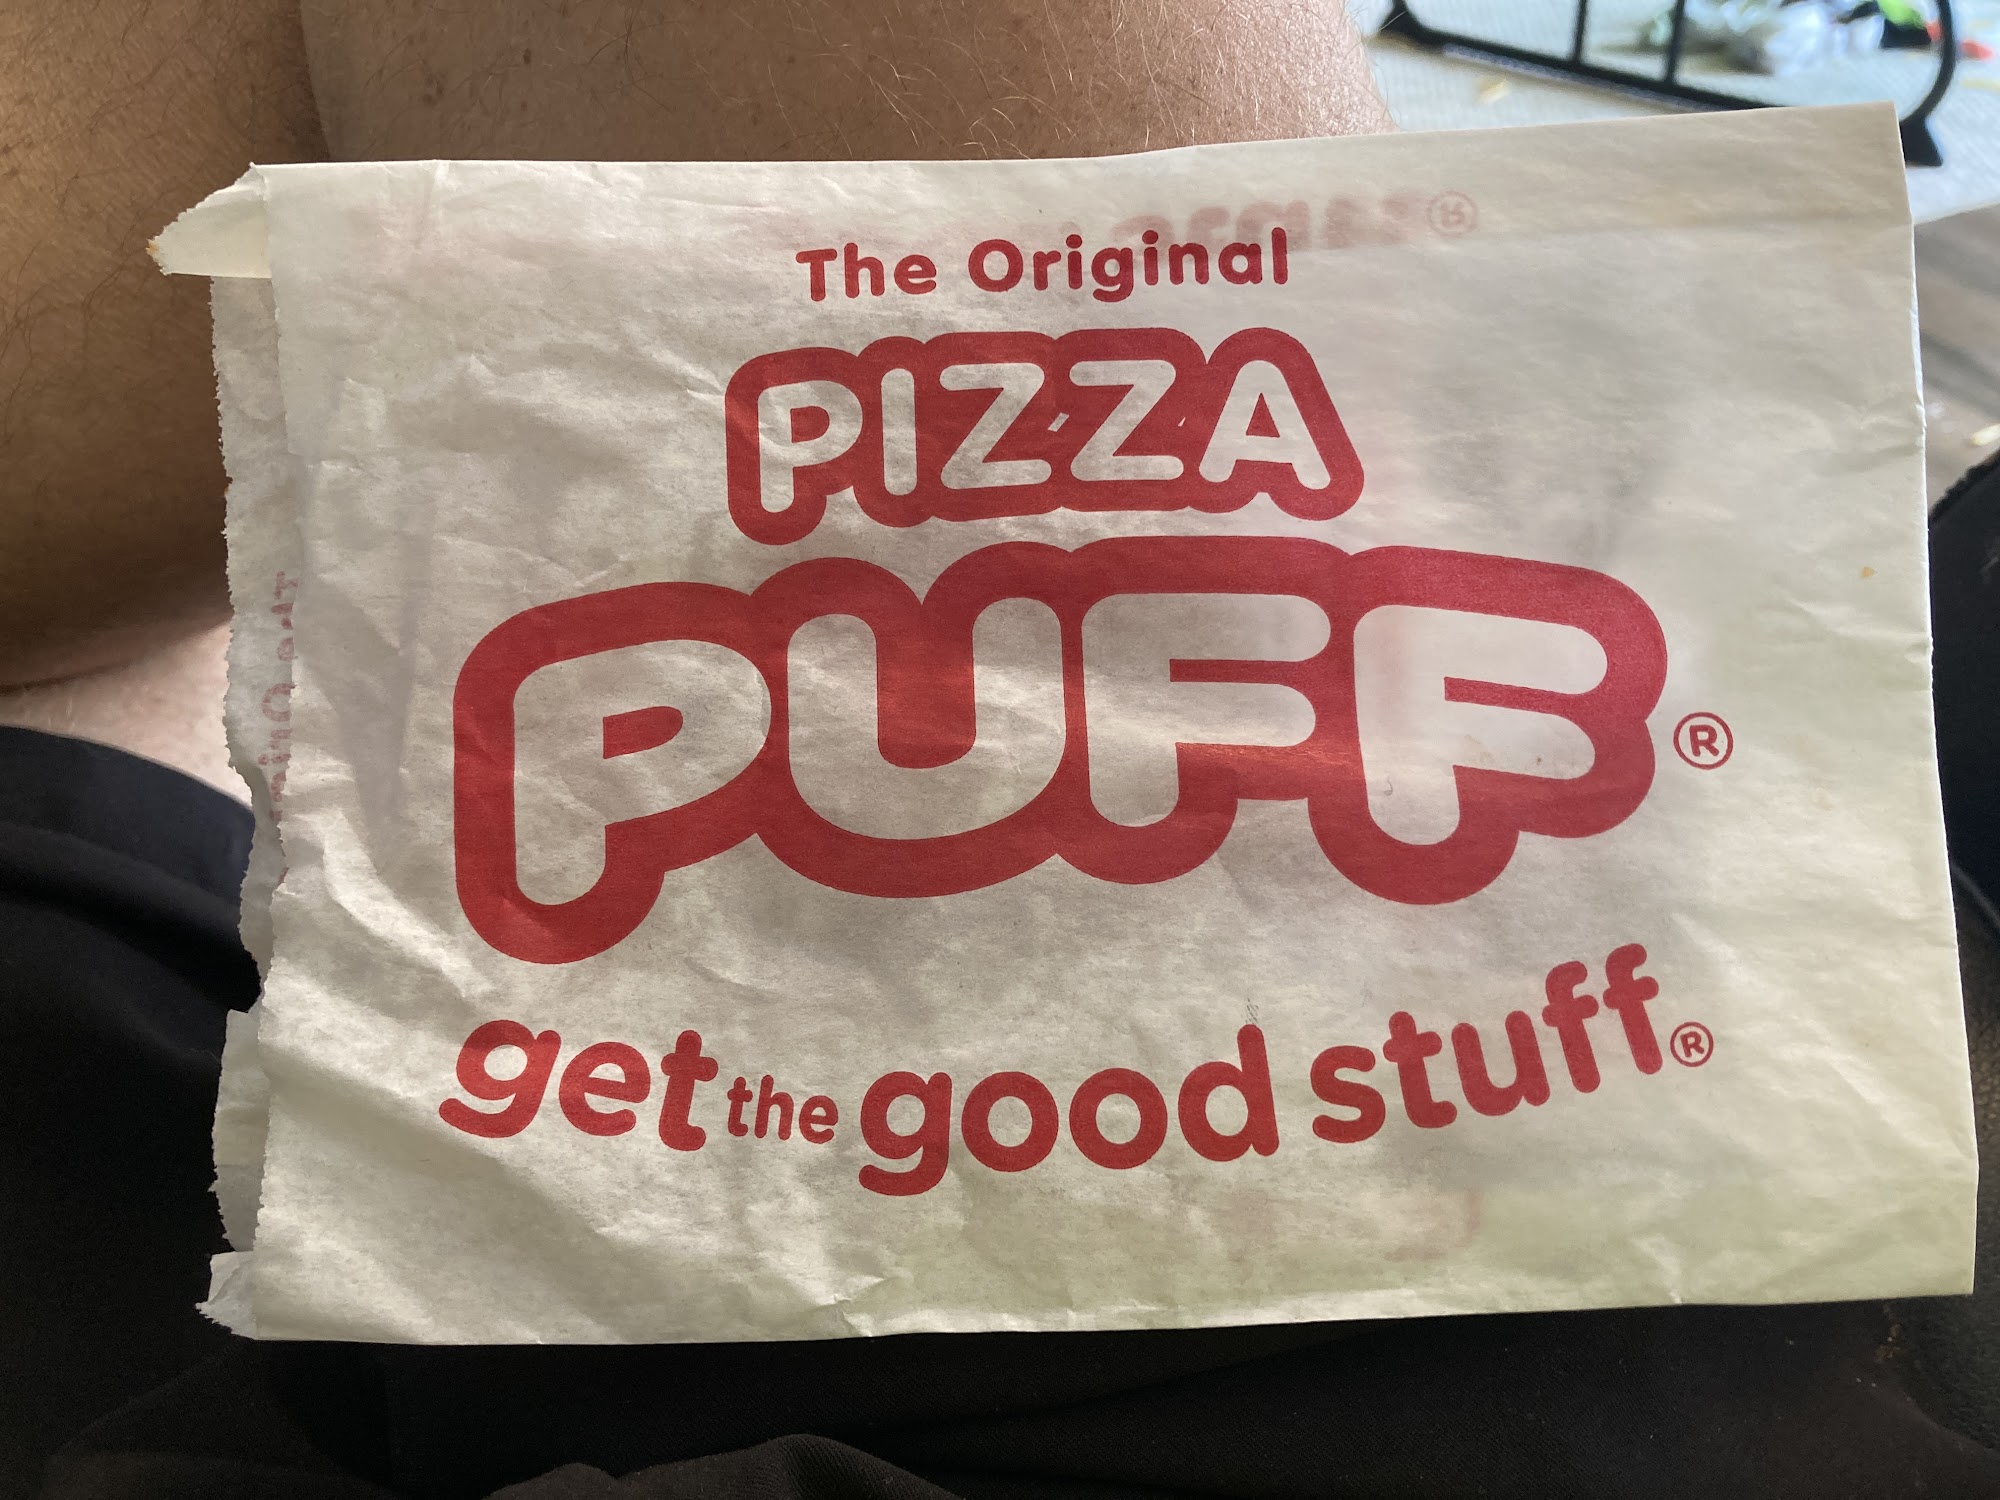 The Original
PIZZA
PUFF®
get the good stuff®